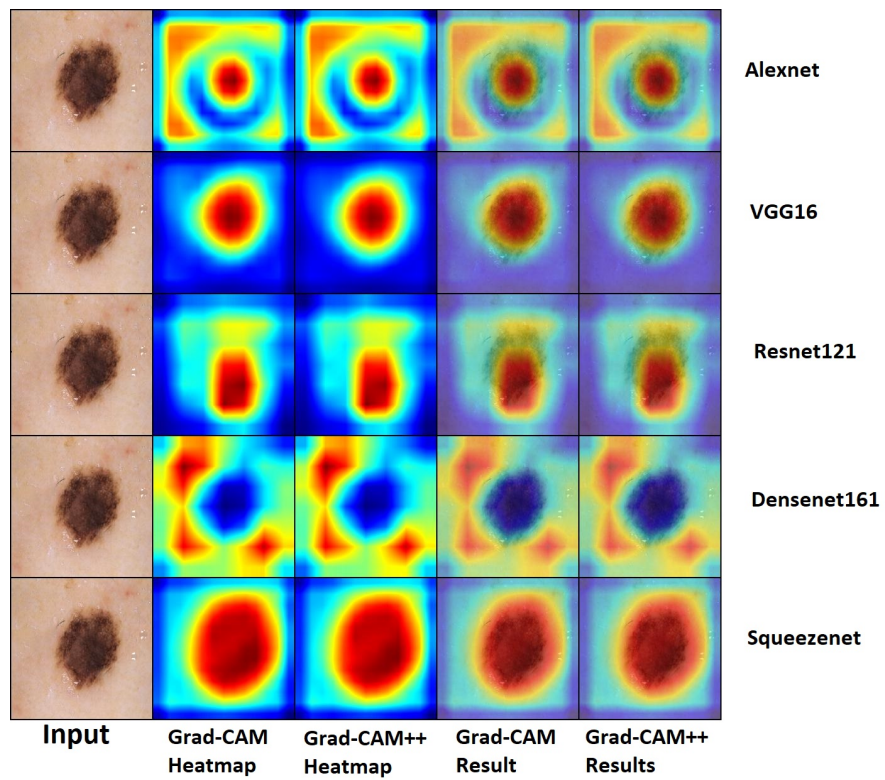 Alexnet
VGG16
Resnet121
Densenet161
Squeezenet
Input
Grad-CAM
Heatmap
Grad-CAM++
Heatmap
Grad-CAM
Result
Grad-CAM++
Results